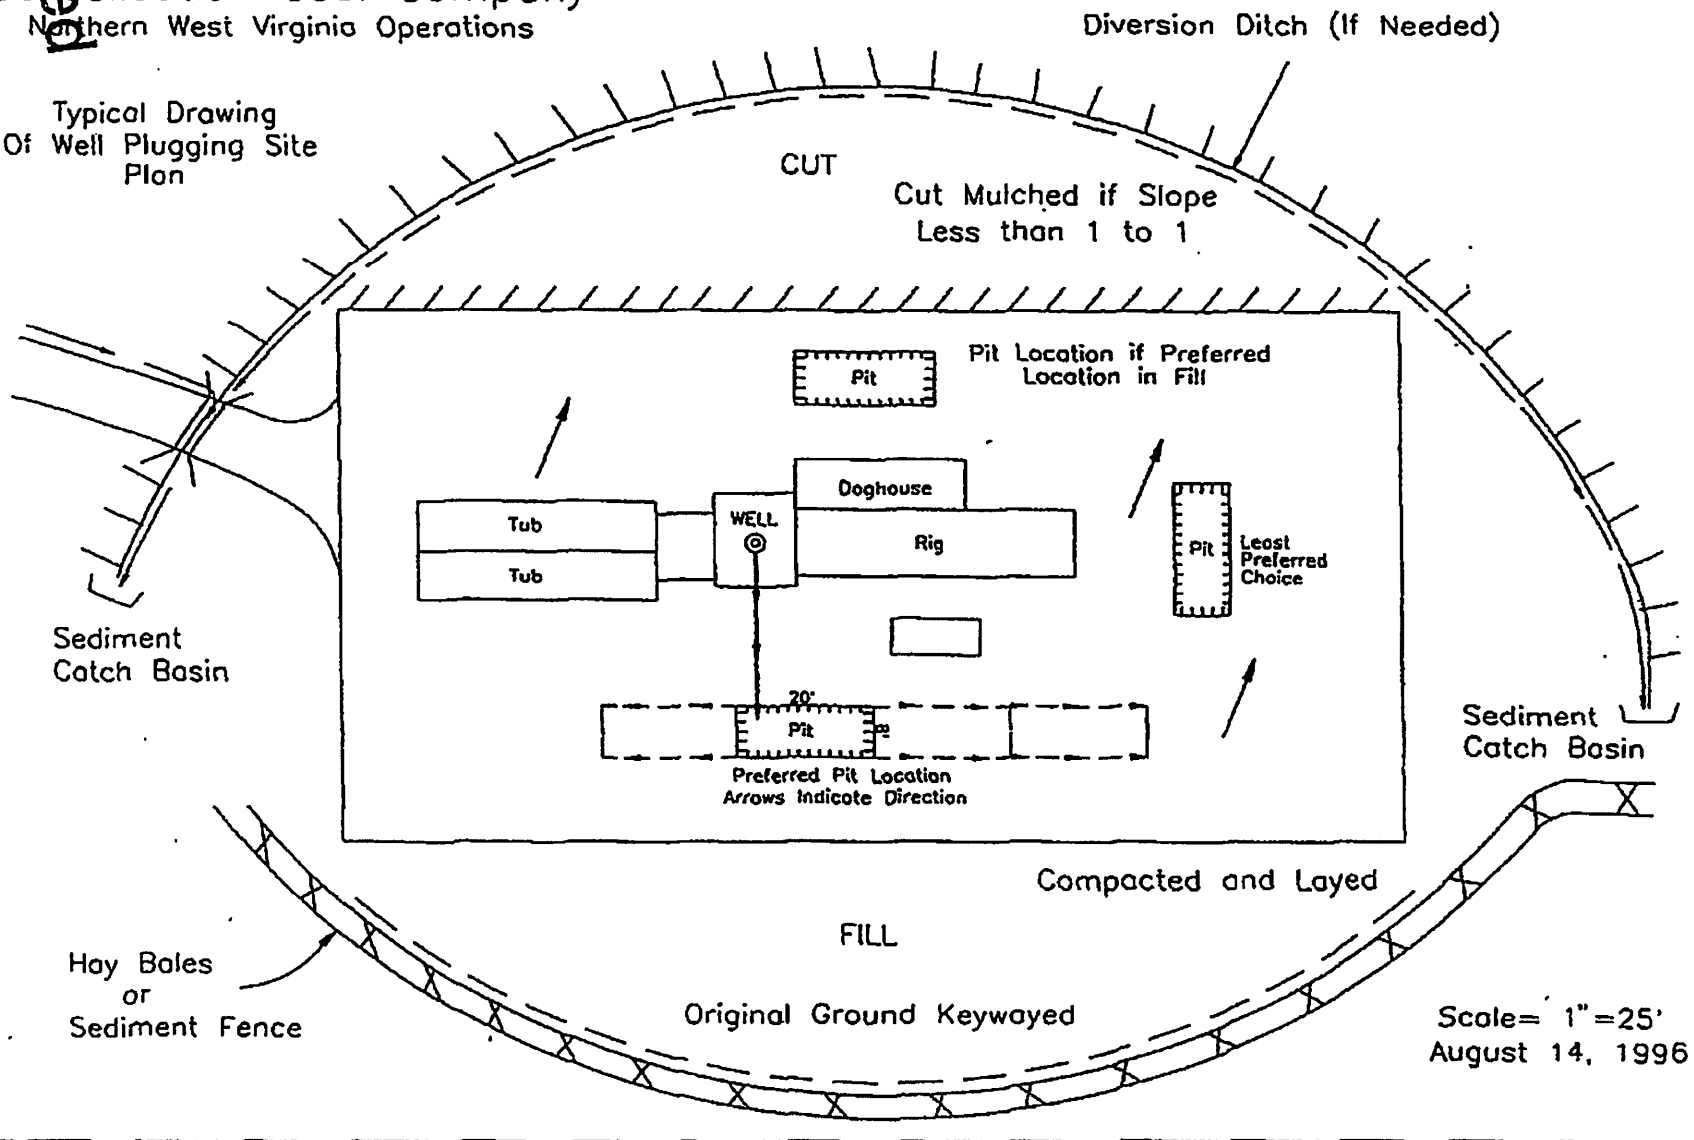 Coal Company
Northern West Virginia Operations
Diversion Ditch (If Needed)
Typical Drawing
Of Well Plugging Site
Plan
CUT
Cut Mulched if Slope
Less than 1 to 1
Pit
Pit Location if Preferred
Location in Fill
Doghouse
WELL
Tub
Rig
Tub
Pit
Least
Preferred
Choice
Sediment
Catch Basin
20'
Pit
8'
Preferred Pit Location
Arrows Indicate Direction
Sediment
Catch Basin
Compacted and Layed
FILL
Hay Bales
or
Sediment Fence
Original Ground Keywayed
Scale= 1"=25'
August 14, 1996